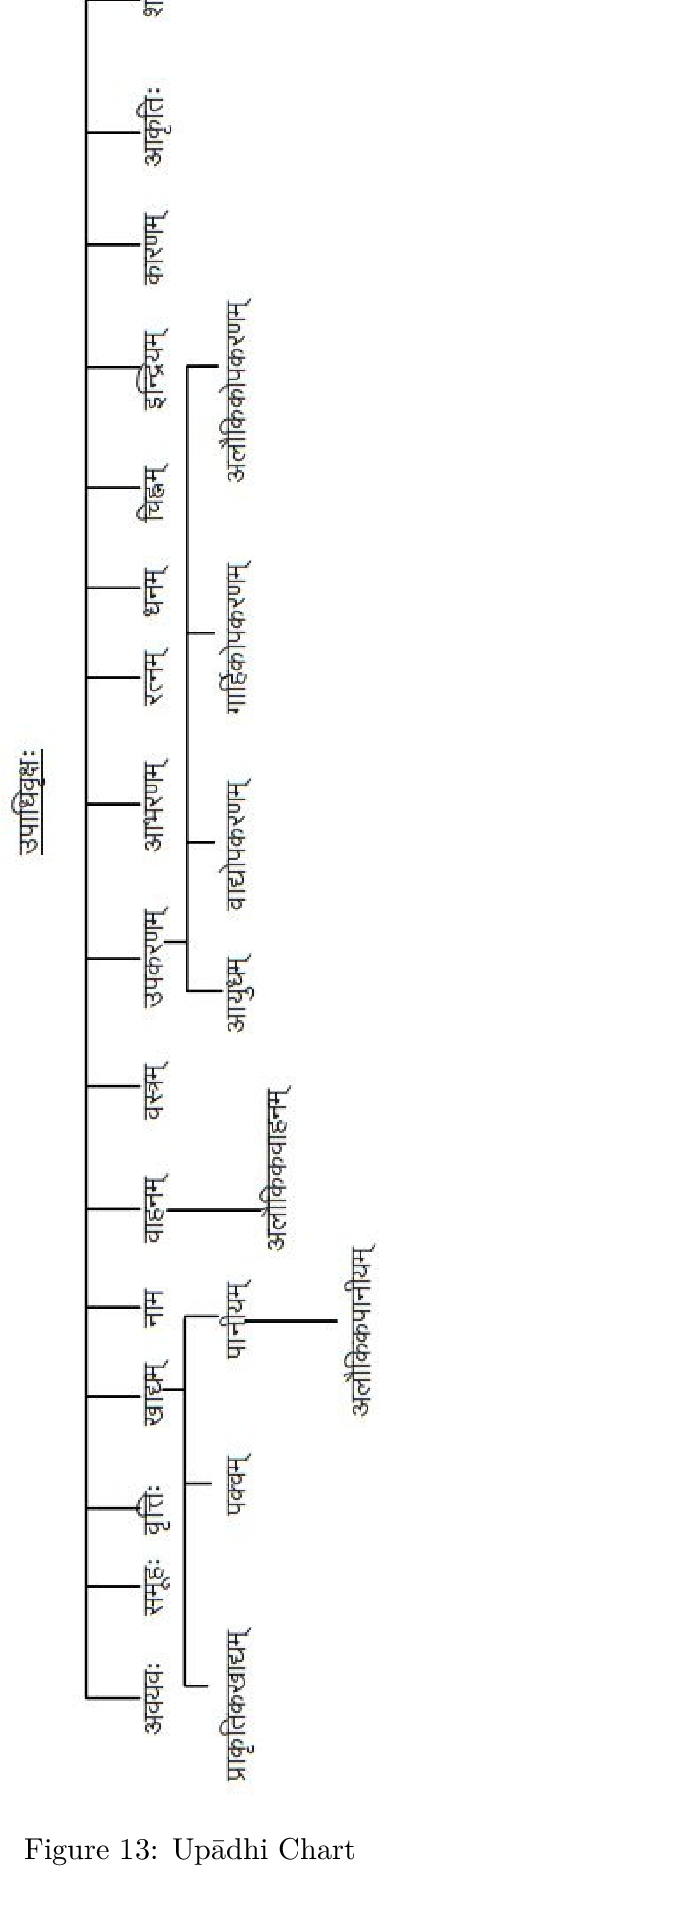 उपाधिवृक्षः
अवयवः समूहः वृत्तिः खाद्यम् नाम वाहनम् वस्त्रम् उपकरणम् आभरणम् रत्नम् धनम् चिह्नम् इन्द्रियम् कारणम् आकृतिः
प्राकृतिकखाद्यम् पक्वम् पानीयम् आयुधम् वाद्योपकरणम् गार्हिकोपकरणम् अलौकिकोपकरणम्
अलौकिकवाहनम्
अलौकिकपानीयम्
Figure 13: Upādhi Chart